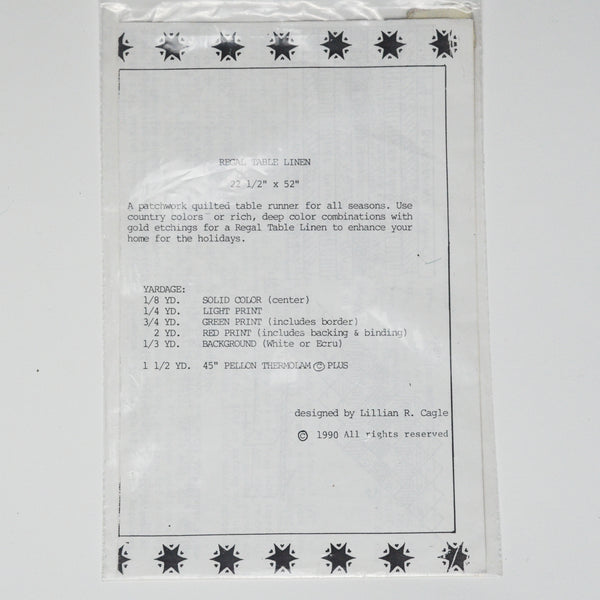 REGAL TABLE LINEN
22 1/2" x 52"
A patchwork quilted table runner for all seasons. Use
country colors or rich, deep color combinations with
gold etchings for a Regal Table Linen to enhance your
home for the holidays.
YARDAGE:
1/8 YD. SOLID COLOR (center)
1/4 YD. LIGHT PRINT
3/4 YD. GREEN PRINT (includes border)
2 YD. RED PRINT (includes backing & binding)
1/3 YD. BACKGROUND (White or Ecru)
1 1/2 YD. 45" PELLON THERMOLAM © PLUS
designed by Lillian R. Cagle
© 1990 All rights reserved